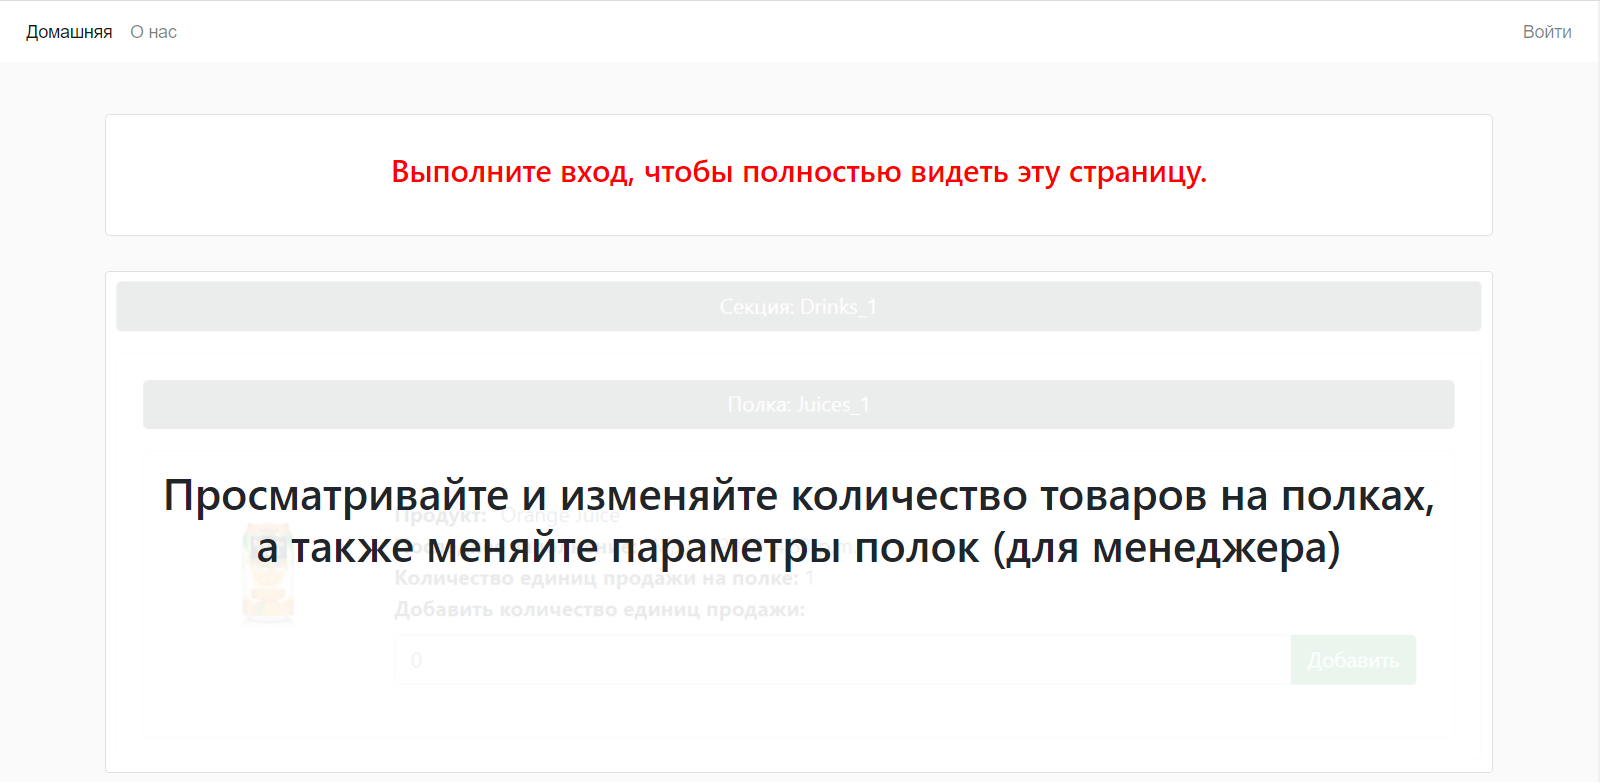 Домашняя О нас Войти
Выполните вход, чтобы полностью видеть эту страницу.
Секция: Drinks_1
Полка: Juices_1
Просматривайте и изменяйте количество товаров на полках,
Продукт: Orange Juice
а также меняйте параметры полок (для менеджера)
Количество единиц продажи на полке: 1
Добавить количество единиц продажи:
0 Добавить